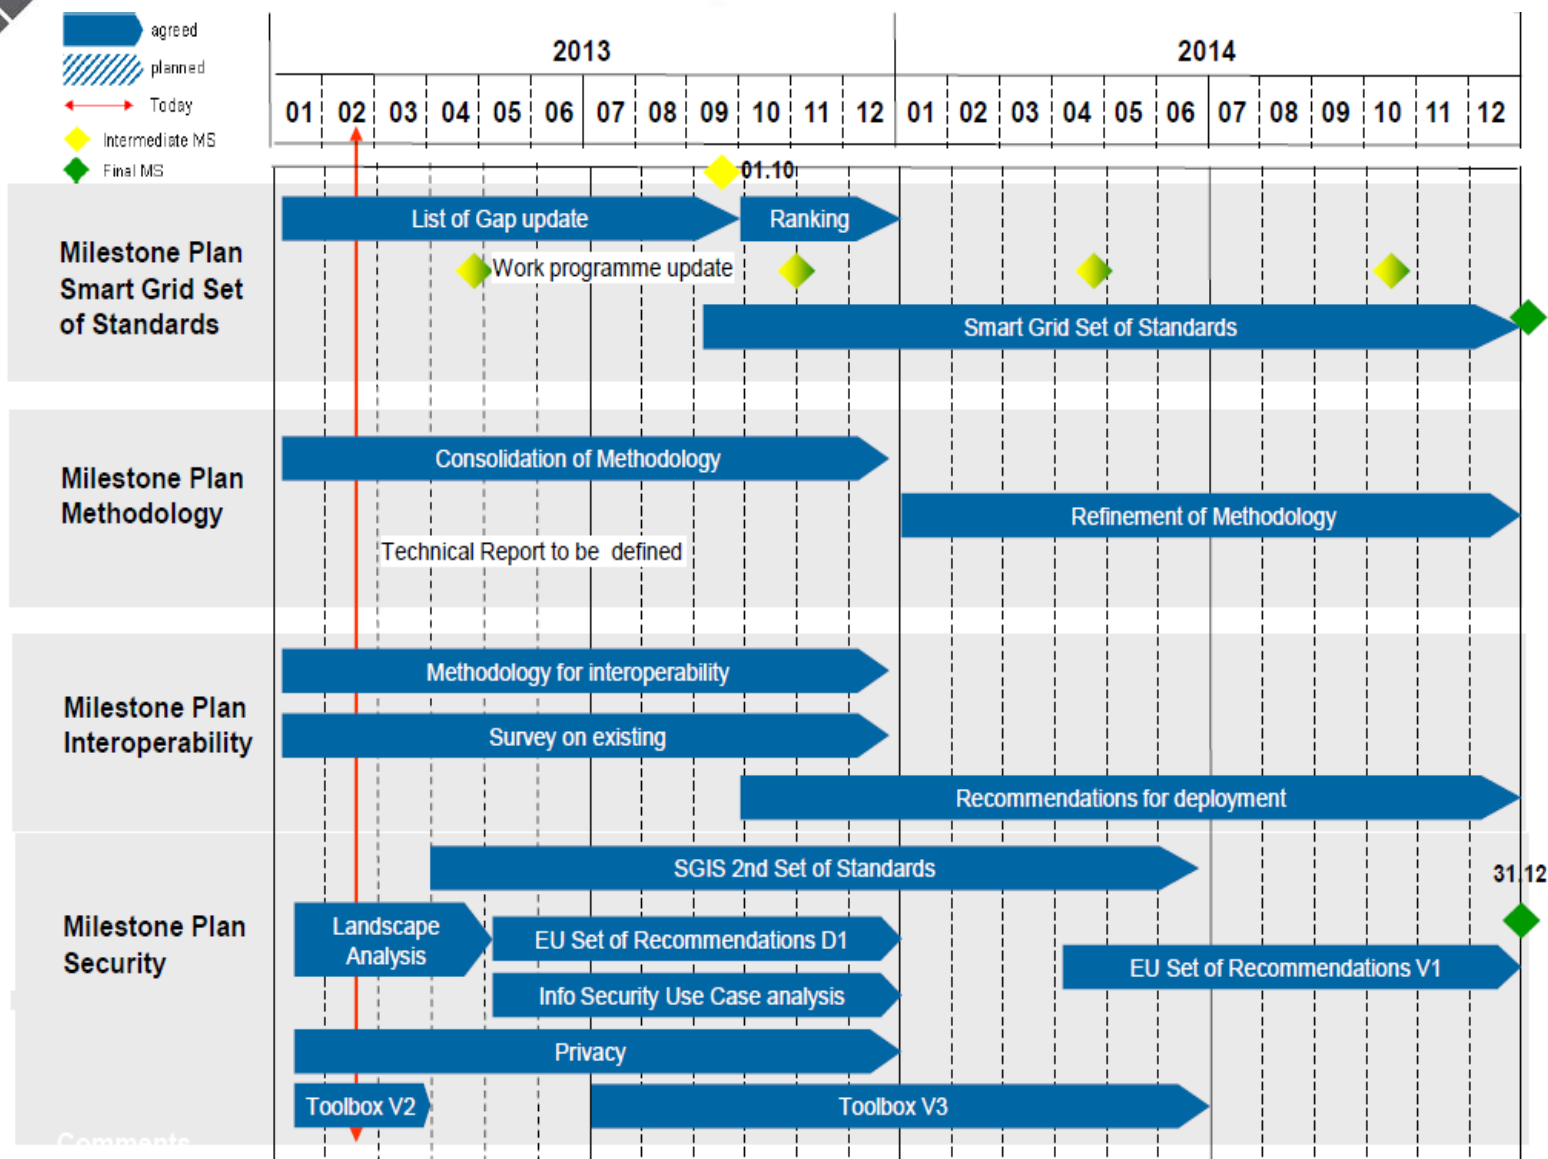 agreed
planned
Today
Intermediate MS
Final MS
2013
2014
01 02 03 04 05 06 07 08 09 10 11 12 01 02 03 04 05 06 07 08 09 10 11 12
01.10
Milestone Plan
Smart Grid Set
of Standards
List of Gap update
Ranking
Work programme update
Smart Grid Set of Standards
Milestone Plan
Methodology
Consolidation of Methodology
Refinement of Methodology
Technical Report to be defined
Milestone Plan
Interoperability
Methodology for interoperability
Survey on existing
Recommendations for deployment
Milestone Plan
Security
SGIS 2nd Set of Standards
31.12
Landscape
Analysis
EU Set of Recommendations D1
EU Set of Recommendations V1
Info Security Use Case analysis
Privacy
Toolbox V2
Toolbox V3
Comments